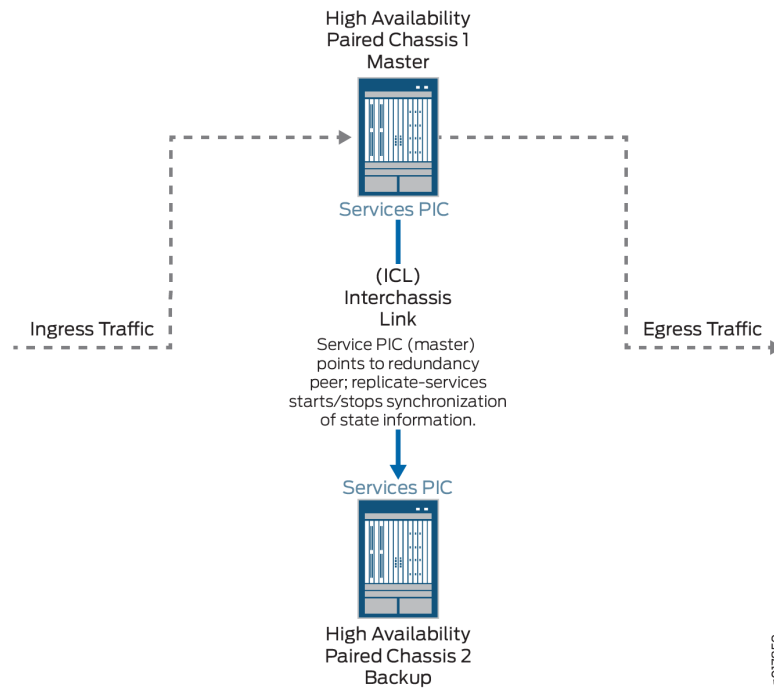 High Availability
Paired Chassis 1
Master
Services PIC
(ICL)
Interchassis
Link
Ingress Traffic
Egress Traffic
Service PIC (master)
points to redundancy
peer; replicate-services
starts/stops synchronization
of state information.
Services PIC
High Availability
Paired Chassis 2
Backup